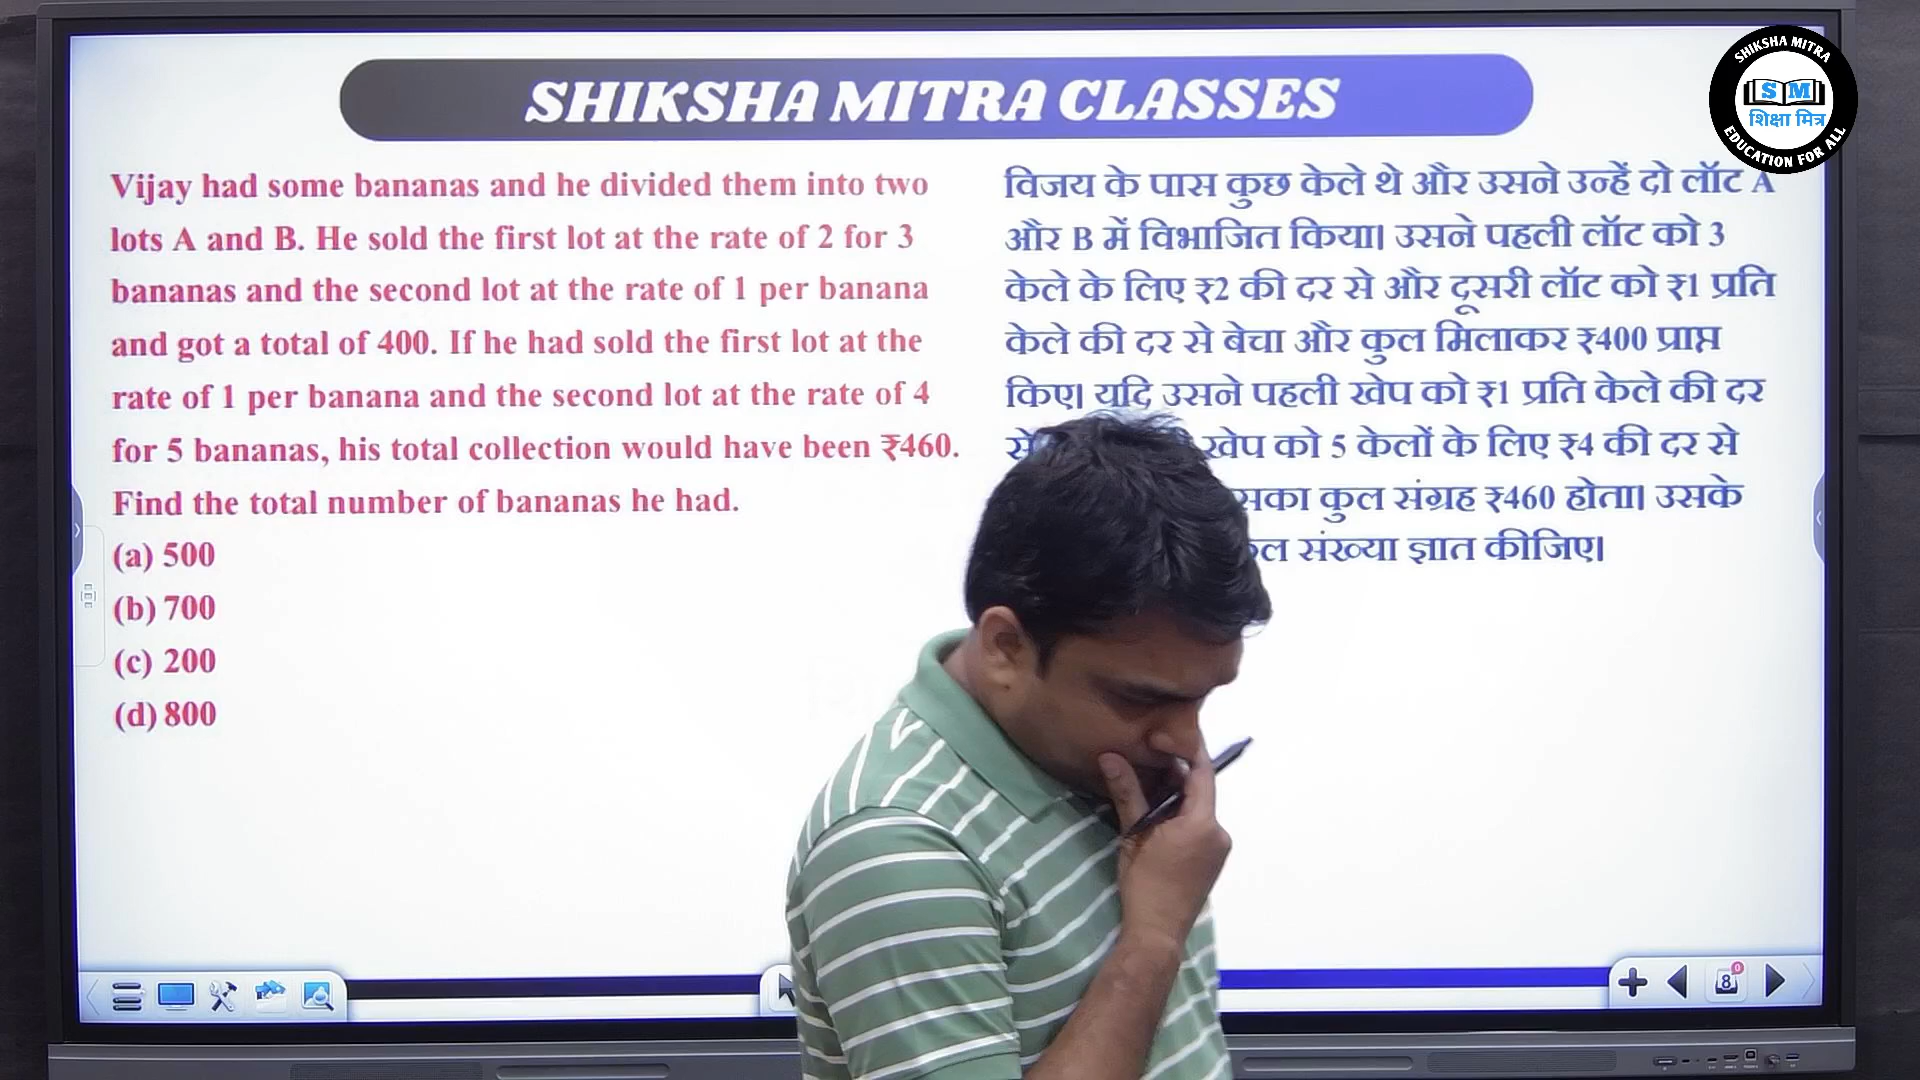 SHIKSHA MITRA CLASSES
SHIKSHA MITRA
SM
शिक्षा मित्र
EDUCATION FOR ALL
Vijay had some bananas and he divided them into two
lots A and B. He sold the first lot at the rate of 2 for 3
bananas and the second lot at the rate of 1 per banana
and got a total of 400. If he had sold the first lot at the
rate of 1 per banana and the second lot at the rate of 4
for 5 bananas, his total collection would have been ₹460.
Find the total number of bananas he had.
(a) 500
(b) 700
(c) 200
(d) 800
विजय के पास कुछ केले थे और उसने उन्हें दो लॉट A
और B में विभाजित किया। उसने पहली लॉट को 3
केले के लिए ₹2 की दर से और दूसरी लॉट को ₹1 प्रति
केले की दर से बेचा और कुल मिलाकर ₹400 प्राप्त
किए। यदि उसने पहली खेप को ₹1 प्रति केले की दर
से खेप को 5 केलों के लिए ₹4 की दर से
कुल संग्रह ₹460 होता। उसके
संख्या ज्ञात कीजिए।
8
0